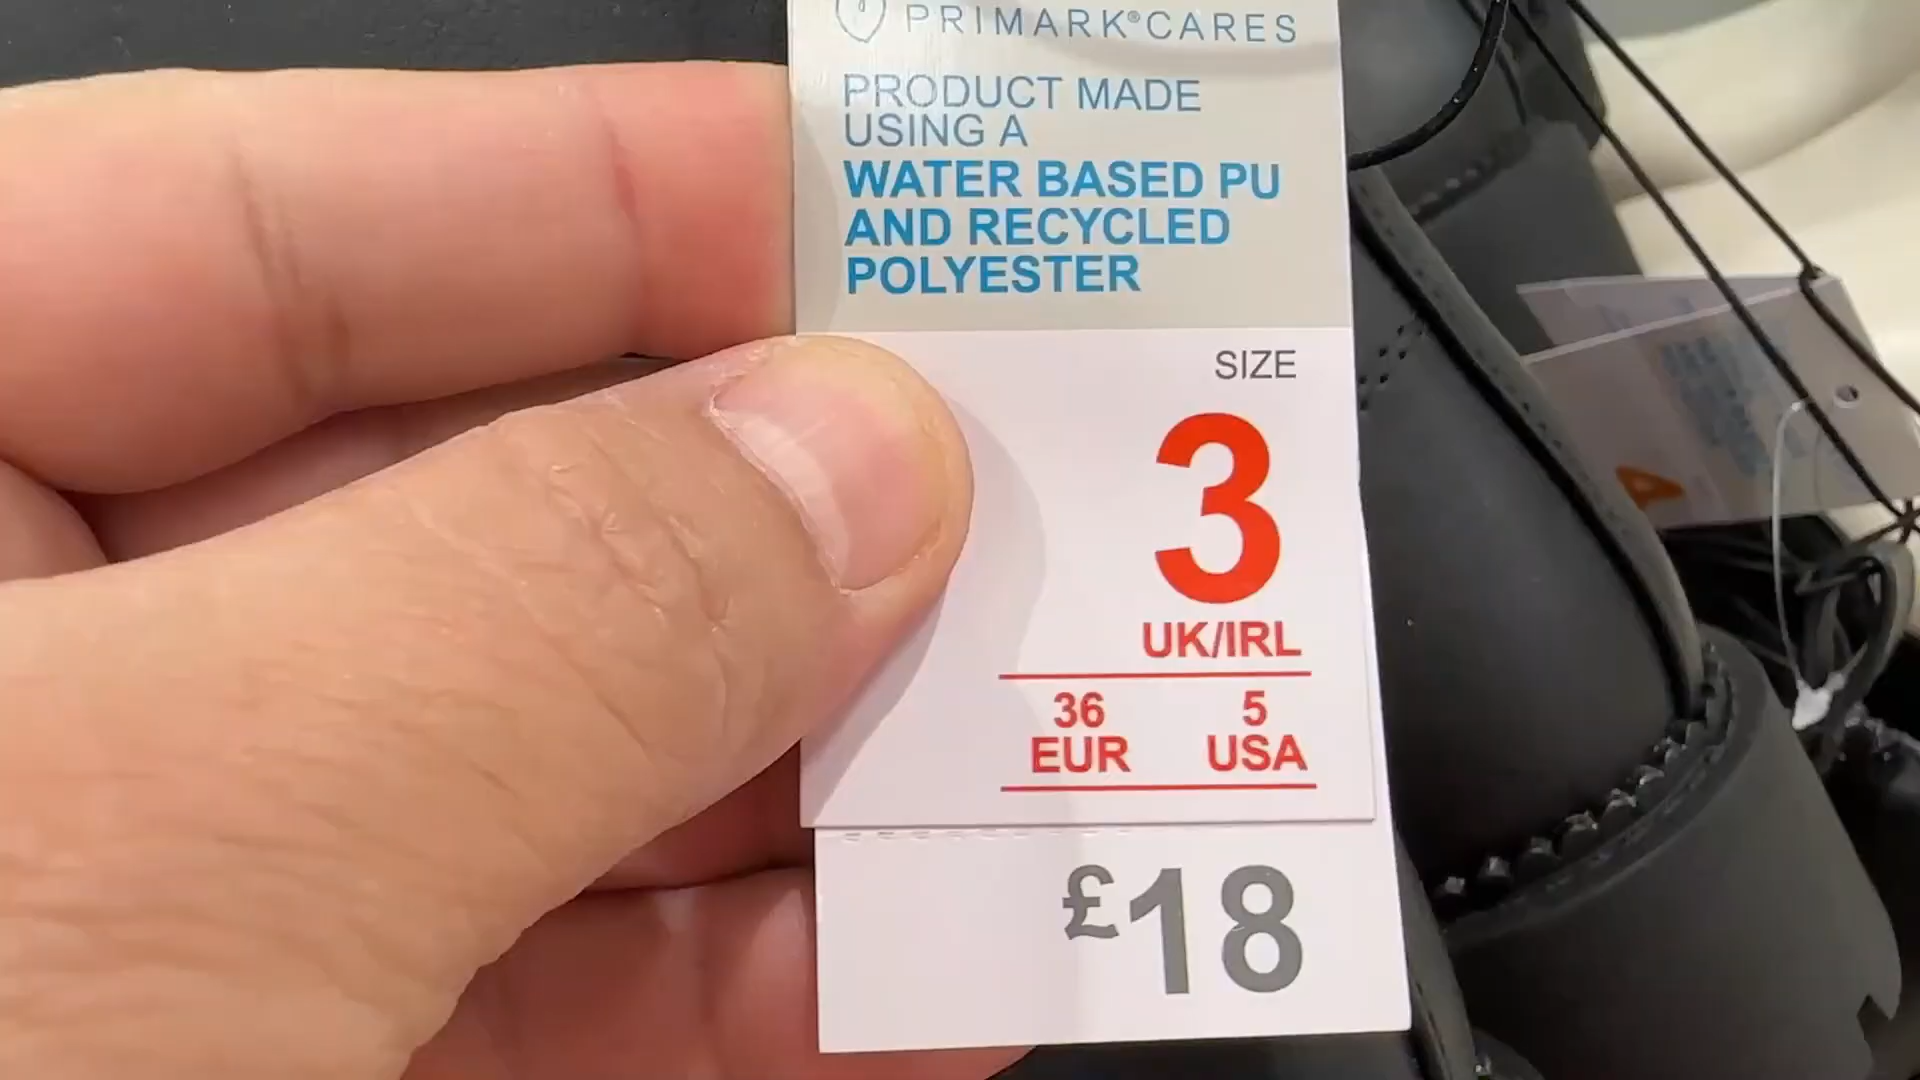 PRIMARK®CARES
PRODUCT MADE
USING A
WATER BASED PU
AND RECYCLED
POLYESTER
SIZE
3
UK/IRL
36 5
EUR USA
£18